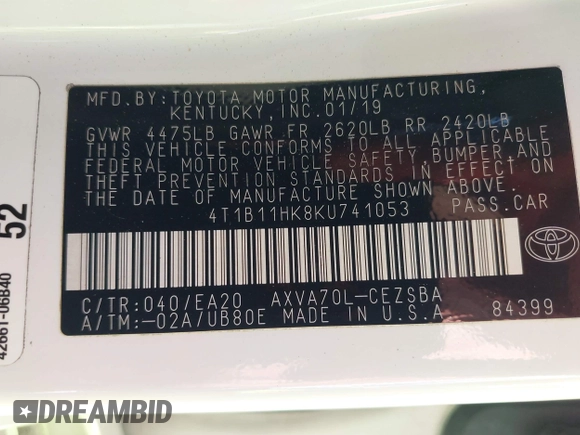 MFD. BY: TOYOTA MOTOR MANUFACTURING,
KENTUCKY, INC. 01/19
GVWR 4475LB GAWR FR 2620LB RR 2420LB
THIS VEHICLE CONFORMS TO ALL APPLICABLE
FEDERAL MOTOR VEHICLE SAFETY, BUMPER AND
THEFT PREVENTION STANDARDS IN EFFECT ON
THE DATE OF MANUFACTURE SHOWN ABOVE.
4T1B11HK8KU741053 PASS. CAR
C/TR: 040/EA20 AXVA70L-CEZSBA
A/TM: -02A/UB80E MADE IN U.S.A 84399
52
42661-06B40
DREAMBID